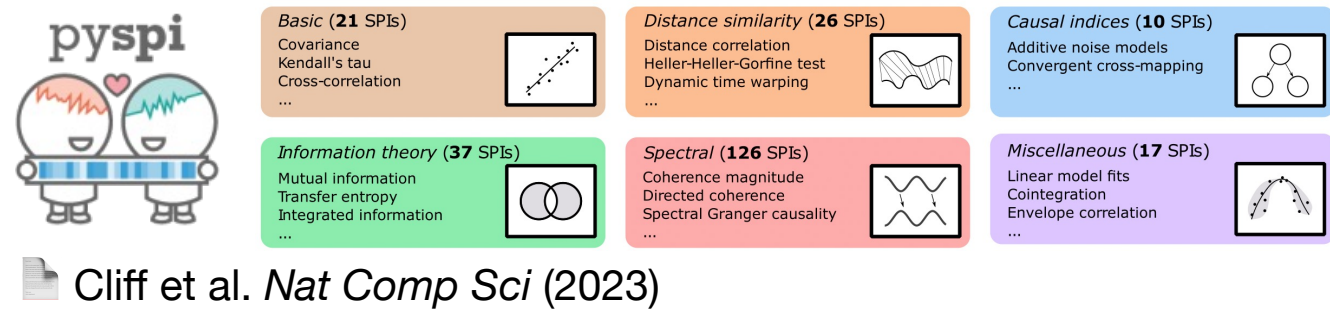 pyspi
Basic (21 SPIs)
Covariance
Kendall's tau
Cross-correlation
...
Distance similarity (26 SPIs)
Distance correlation
Heller-Heller-Gorfine test
Dynamic time warping
...
Causal indices (10 SPIs)
Additive noise models
Convergent cross-mapping
...
Information theory (37 SPIs)
Mutual information
Transfer entropy
Integrated information
...
Spectral (126 SPIs)
Coherence magnitude
Directed coherence
Spectral Granger causality
...
Miscellaneous (17 SPIs)
Linear model fits
Cointegration
Envelope correlation
...
Cliff et al. Nat Comp Sci (2023)